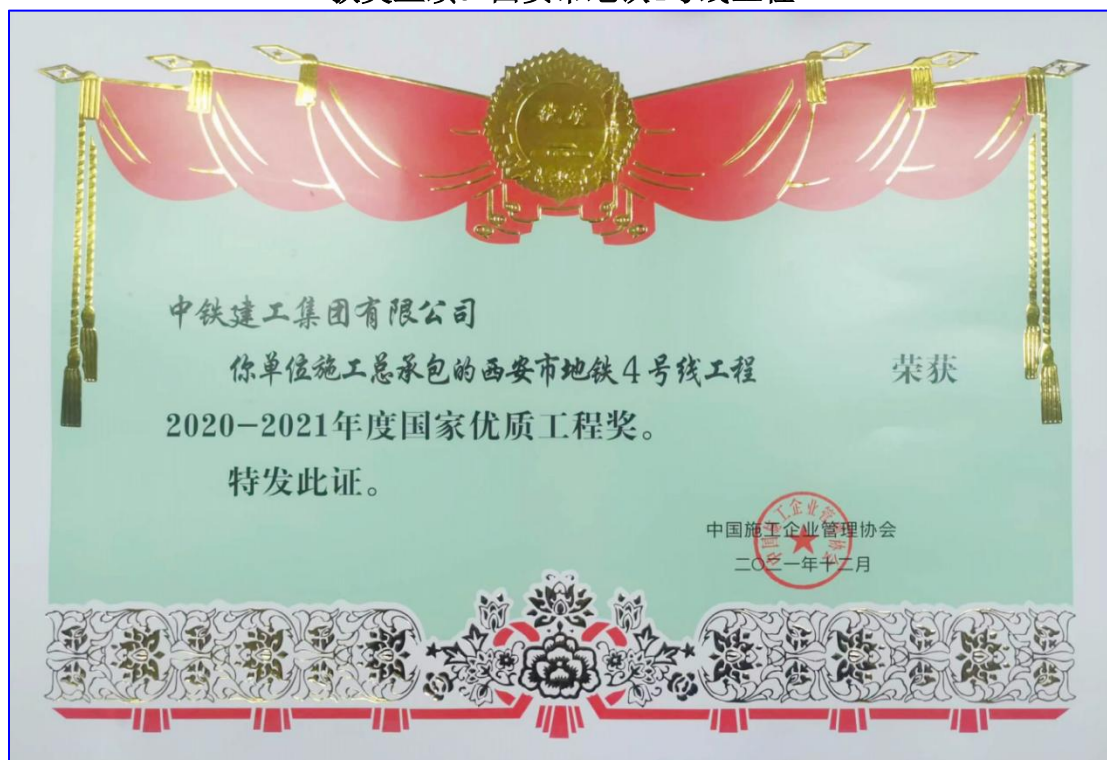 中铁建工集团有限公司
你单位施工总承包的西安市地铁4号线工程 荣获
2020-2021年度国家优质工程奖。
特发此证。
中国施工企业管理协会
二〇二一年十二月